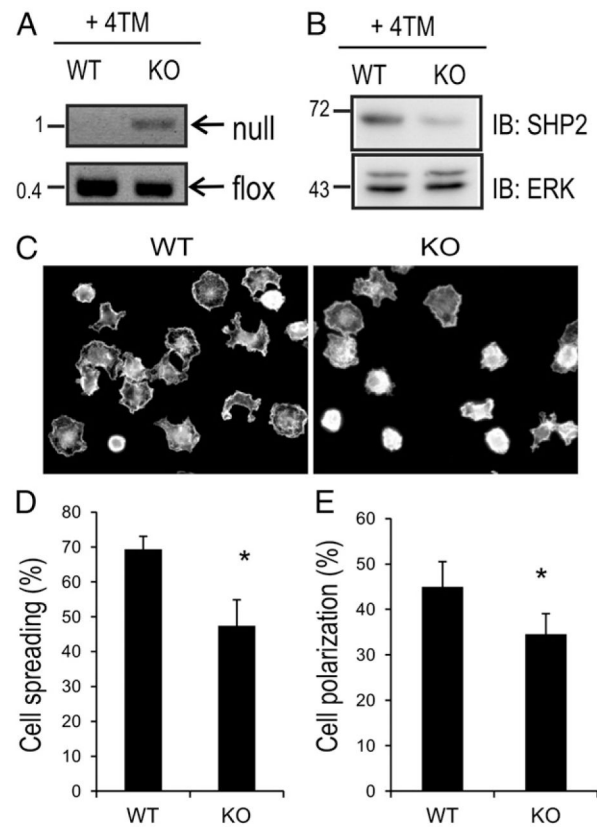 A
+ 4TM
WT KO
1
null
0.4
flox
B
+ 4TM
WT KO
72
IB: SHP2
43
IB: ERK
C
WT
KO
D
Cell spreading (%)
80
70
60
50
40
30
20
10
0
*
WT KO
E
Cell polarization (%)
60
50
40
30
20
10
0
*
WT KO